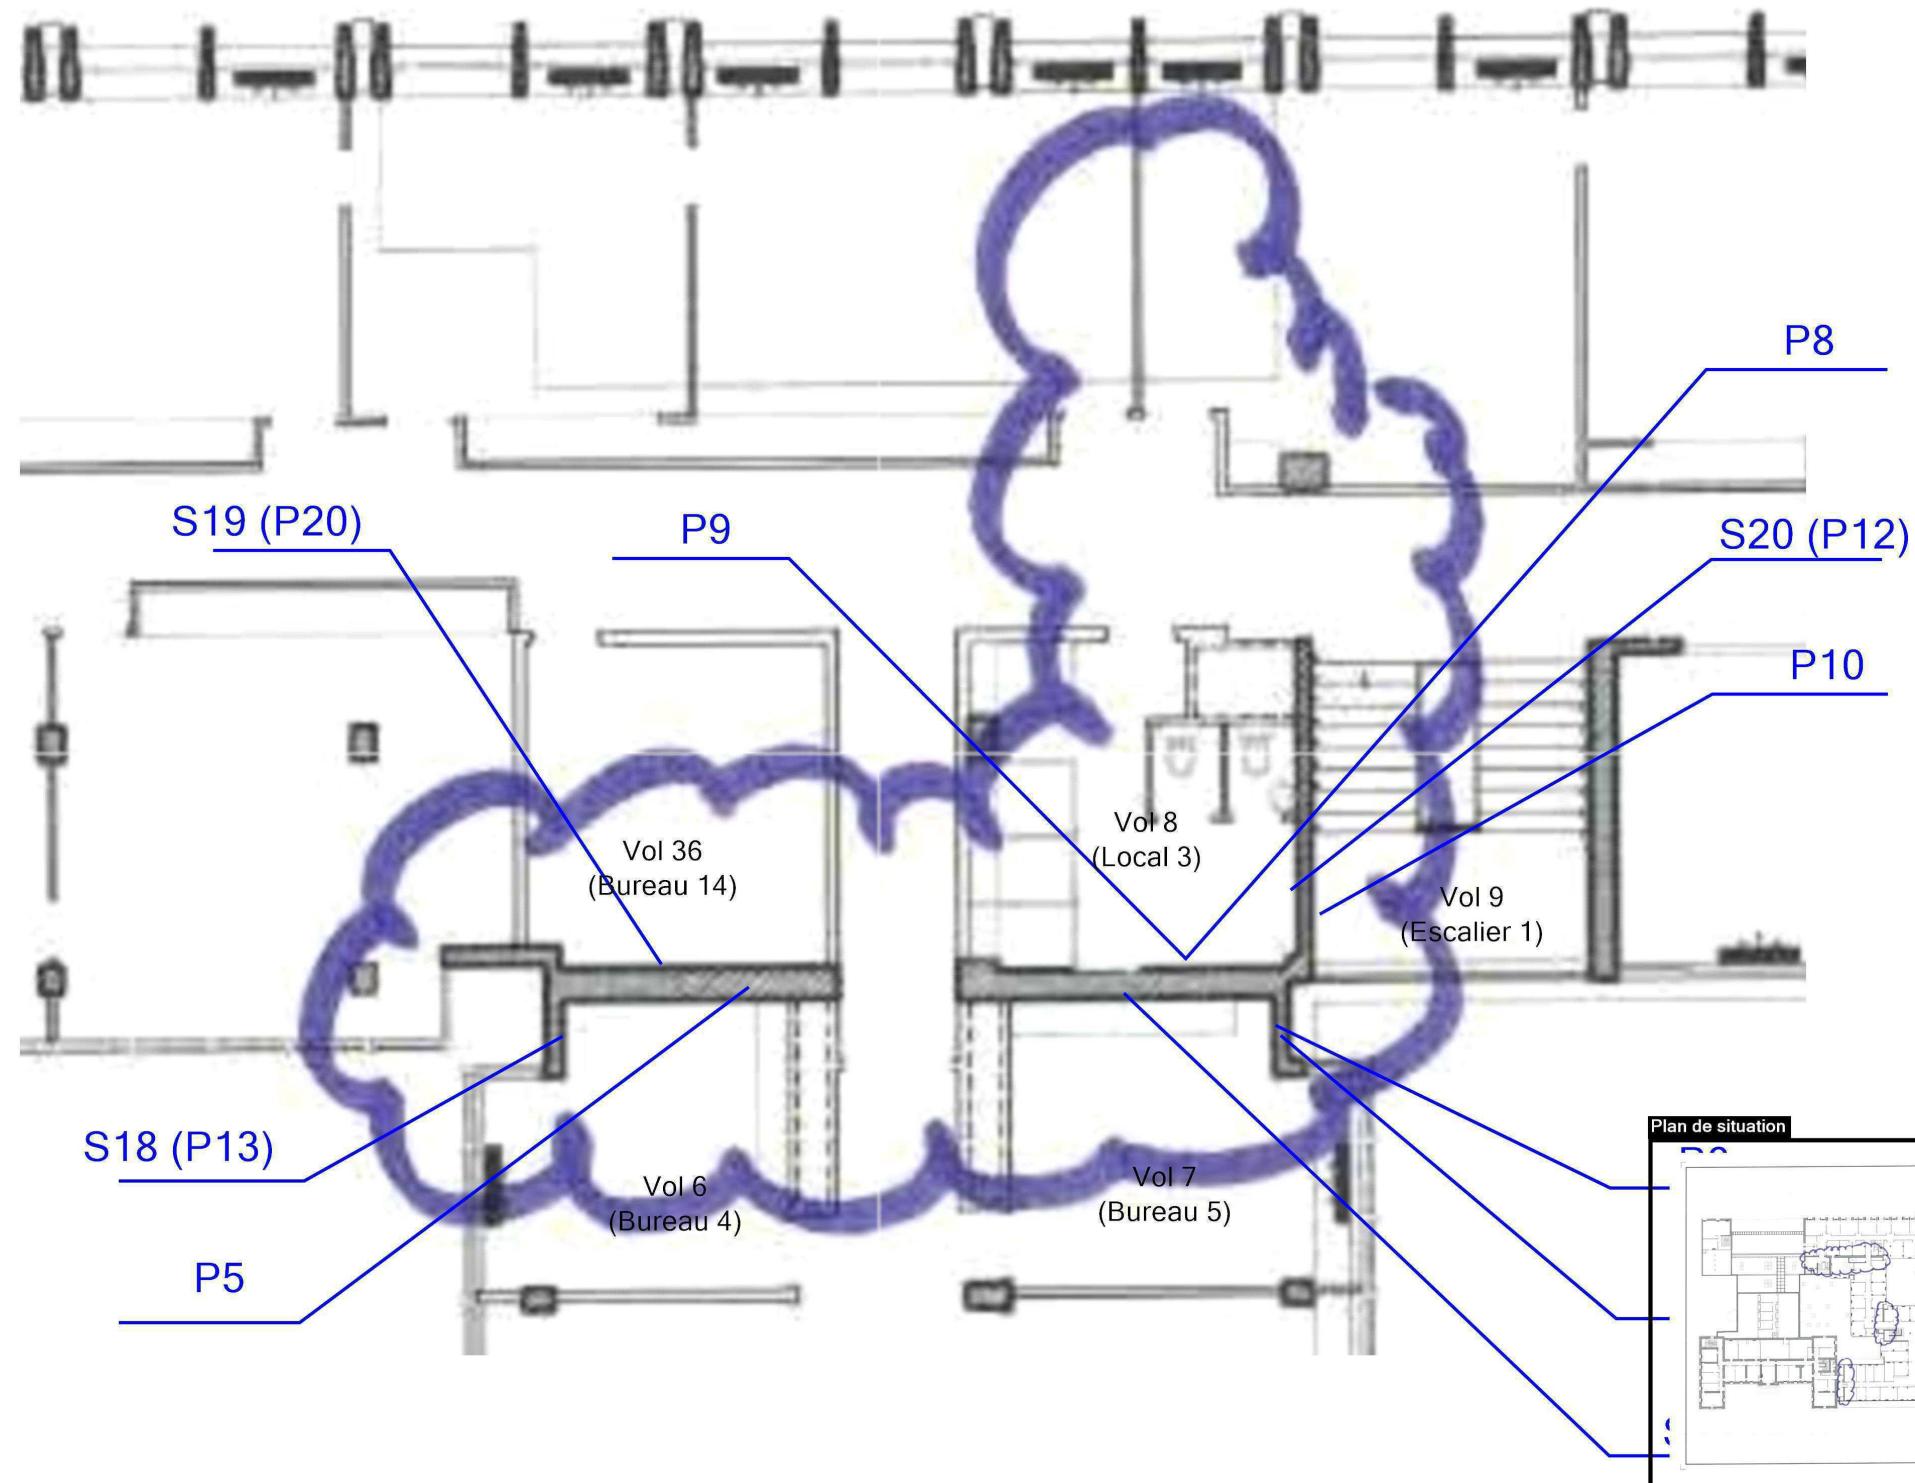 P8
S19 (P20)
P9
S20 (P12)
P10
Vol 8
(Local 3)
Vol 36
(Bureau 14)
Vol 9
(Escalier 1)
S18 (P13)
Vol 6
(Bureau 4)
Vol 7
(Bureau 5)
P5
Plan de situation